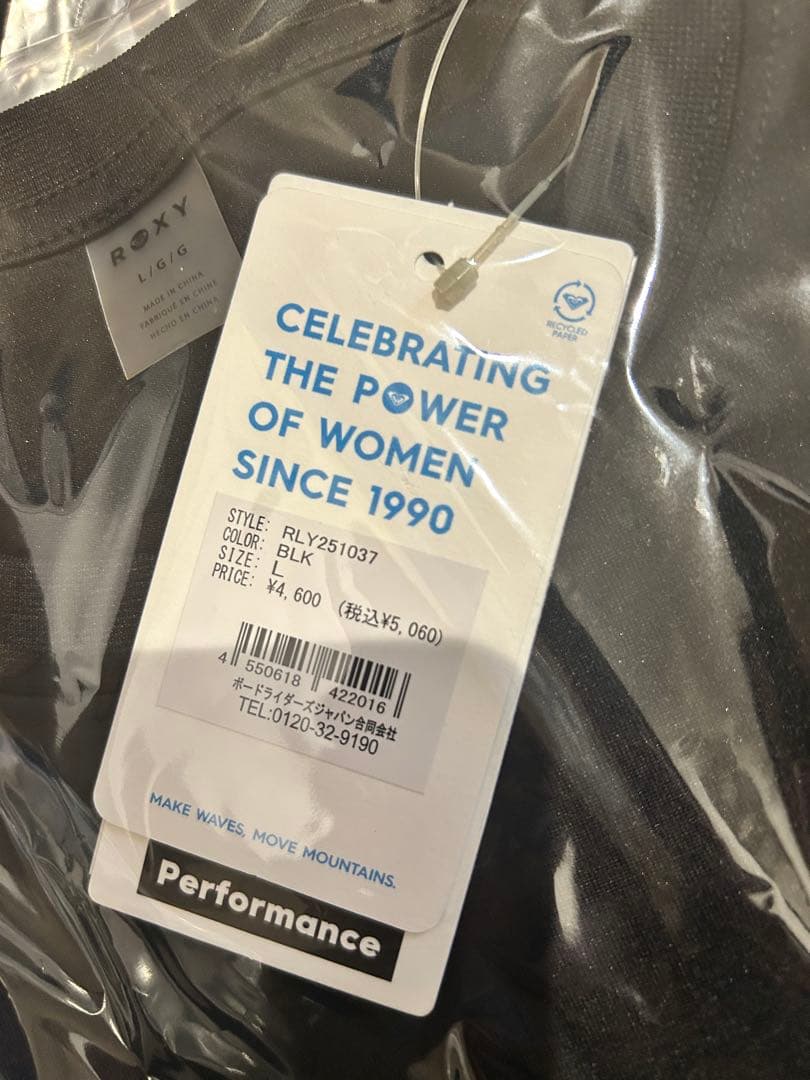 ROXY
L/G/G
MADE IN CHINA
FABRIQUÉ EN CHINE
HECHO EN CHINA
RECYCLED
PAPER
CELEBRATING
THE POWER
OF WOMEN
SINCE 1990
STYLE: RLY251037
COLOR: BLK
SIZE: L
PRICE: ¥4,600 (税込¥5,060)
4 550618 422016
ボードライダーズジャパン合同会社
TEL:0120-32-9190
MAKE WAVES, MOVE MOUNTAINS.
Performance